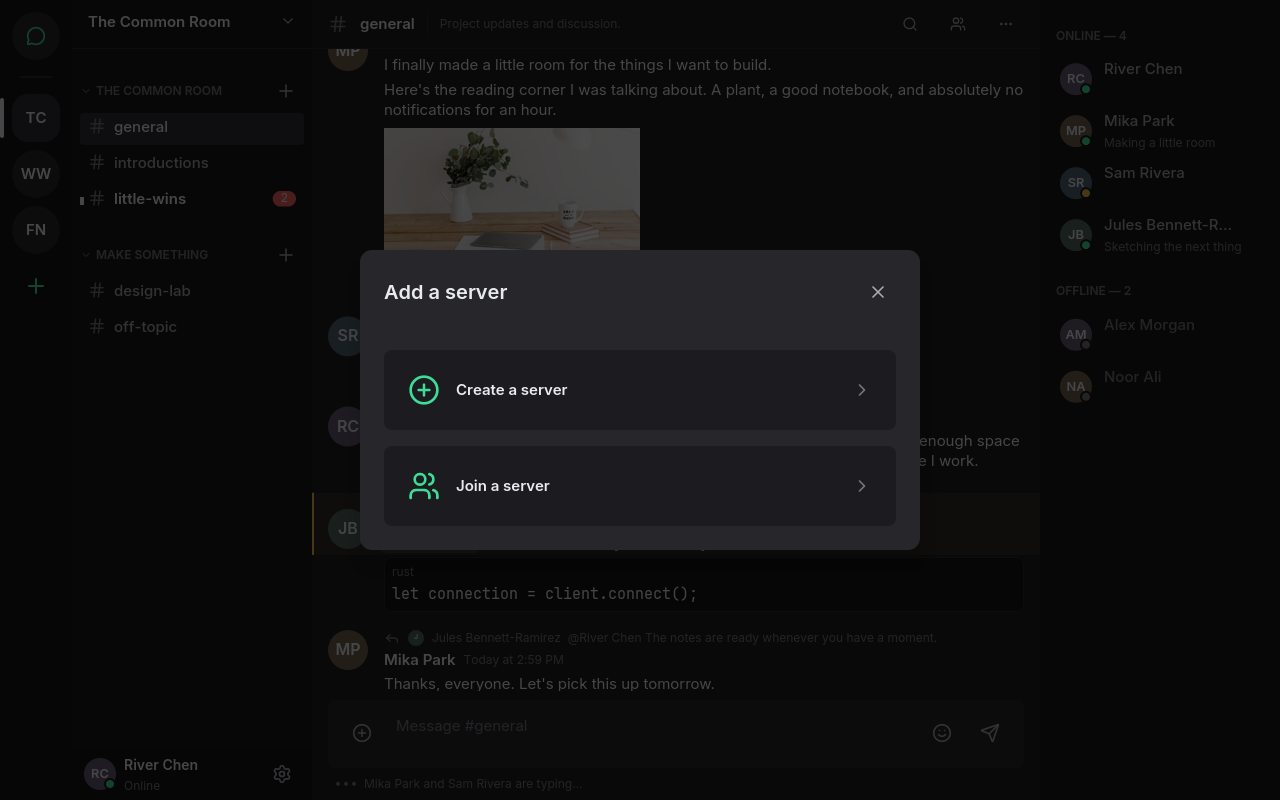 The Common Room
general
Project updates and discussion.
TC
WW
FN
THE COMMON ROOM
general
introductions
little-wins
2
MAKE SOMETHING
design-lab
off-topic
RC
River Chen
Online
MP
I finally made a little room for the things I want to build.
Here's the reading corner I was talking about. A plant, a good notebook, and absolutely no
notifications for an hour.
SR
RC
enough space
e I work.
JB
Add a server
Create a server
Join a server
rust
let connection = client.connect();
Jules Bennett-Ramirez @River Chen The notes are ready whenever you have a moment.
MP
Mika Park Today at 2:59 PM
Thanks, everyone. Let's pick this up tomorrow.
Message #general
Mika Park and Sam Rivera are typing...
ONLINE — 4
RC
River Chen
MP
Mika Park
Making a little room
SR
Sam Rivera
JB
Jules Bennett-R...
Sketching the next thing
OFFLINE — 2
AM
Alex Morgan
NA
Noor Ali